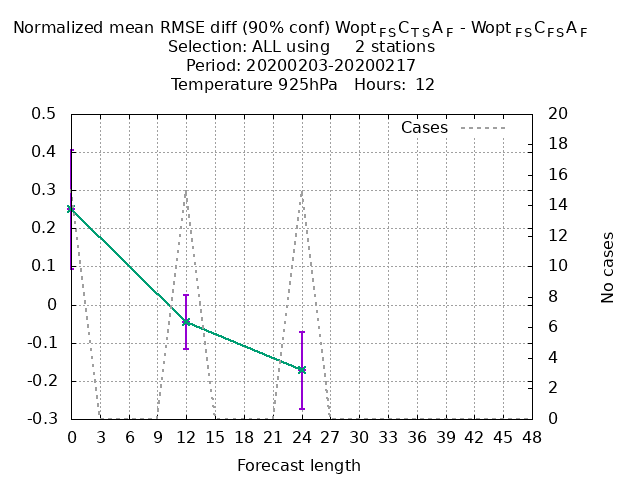 Normalized mean RMSE diff (90% conf) Wopt FS C TS A F - Wopt FS C FS A F
Selection: ALL using 2 stations
Period: 20200203-20200217
Temperature 925hPa Hours: 12
Cases
0.5
0.4
0.3
0.2
0.1
0
-0.1
-0.2
-0.3
20
18
16
14
12
10
8
6
4
2
0
No cases
0 3 6 9 12 15 18 21 24 27 30 33 36 39 42 45 48
Forecast length